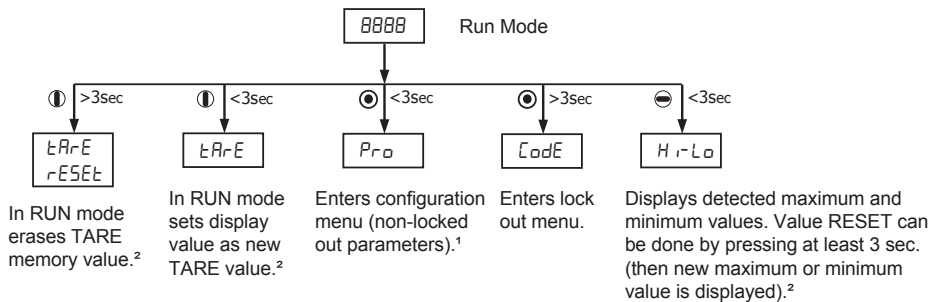 8888 Run Mode
>3sec <3sec <3sec >3sec <3sec
tArE
rESEt
tArE
Pro
CodE
Hi-Lo
In RUN mode
erases TARE
memory value.²
In RUN mode
sets display
value as new
TARE value.²
Enters configuration
menu (non-locked
out parameters).¹
Enters lock
out menu.
Displays detected maximum and
minimum values. Value RESET can
be done by pressing at least 3 sec.
(then new maximum or minimum
value is displayed).²